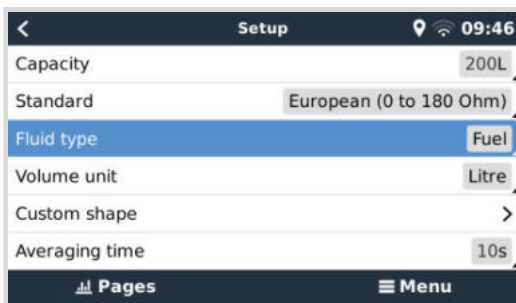 Setup 09:46
Capacity 200L
Standard European (0 to 180 Ohm)
Fluid type Fuel
Volume unit Litre
Custom shape
Averaging time 10s
Pages Menu